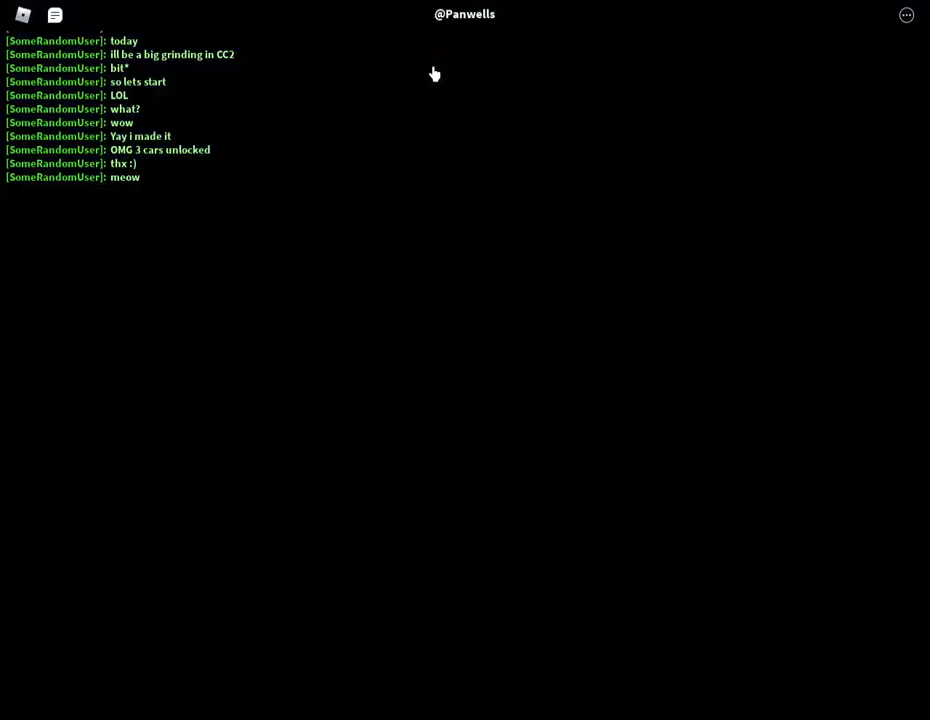 @Panwells
[SomeRandomUser]: today
[SomeRandomUser]: ill be a big grinding in CC2
[SomeRandomUser]: bit*
[SomeRandomUser]: so lets start
[SomeRandomUser]: LOL
[SomeRandomUser]: what?
[SomeRandomUser]: wow
[SomeRandomUser]: Yay i made it
[SomeRandomUser]: OMG 3 cars unlocked
[SomeRandomUser]: thx :)
[SomeRandomUser]: meow